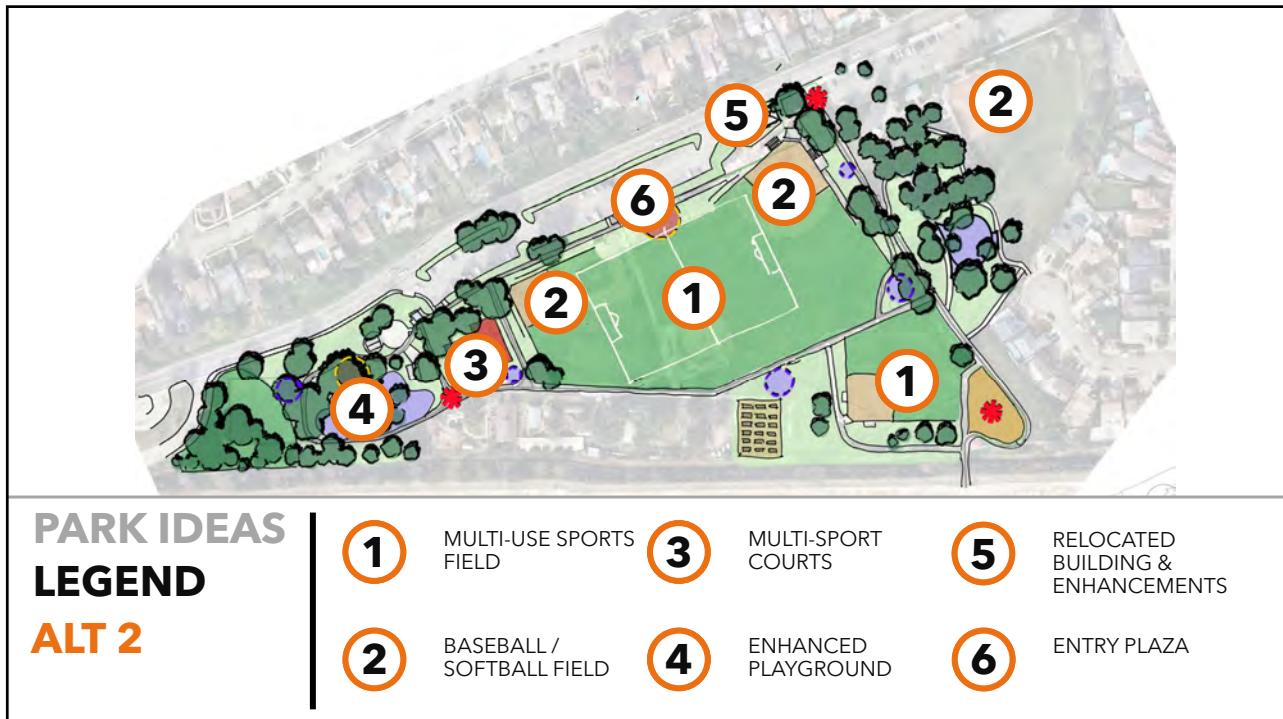 2
5
6
2
2
1
3
1
4
PARK IDEAS
LEGEND
ALT 2
1
MULTI-USE SPORTS
FIELD
3
MULTI-SPORT
COURTS
5
RELOCATED
BUILDING &
ENHANCEMENTS
2
BASEBALL /
SOFTBALL FIELD
4
ENHANCED
PLAYGROUND
6
ENTRY PLAZA